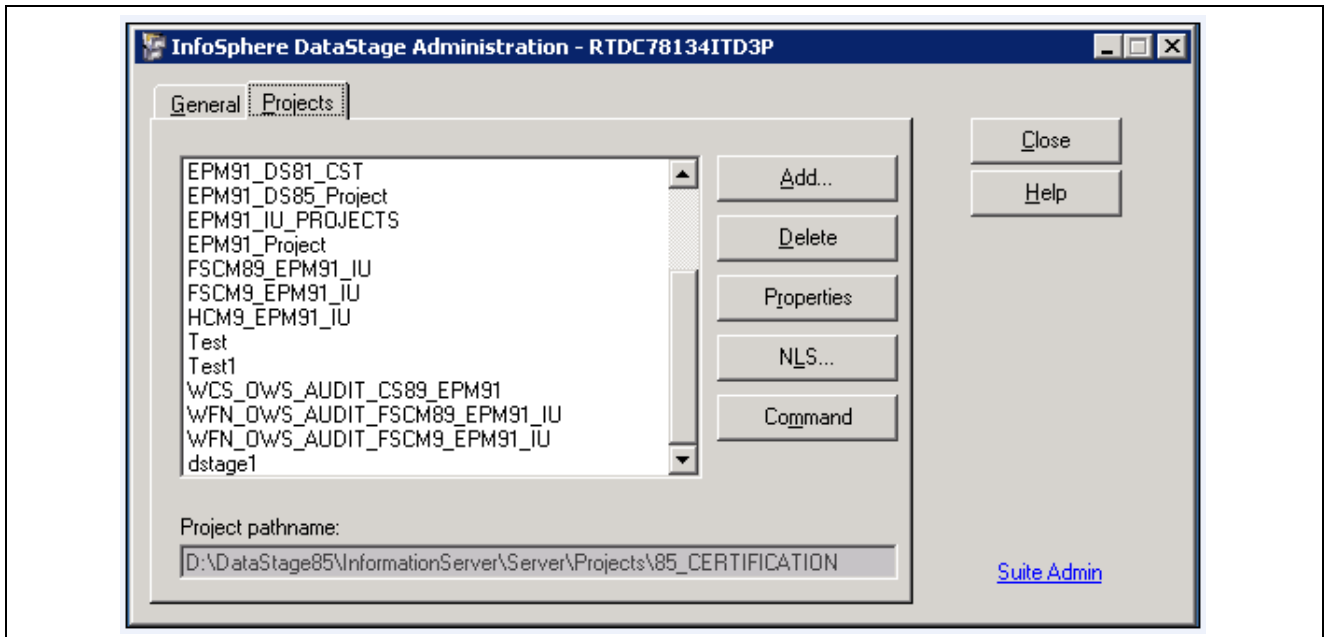 InfoSphere DataStage Administration - RTDC78134ITD3P
General Projects
EPM91_DS81_CST
EPM91_DS85_Project
EPM91_IU_PROJECTS
EPM91_Project
FSCM89_EPM91_IU
FSCM9_EPM91_IU
HCM9_EPM91_IU
Test
Test1
WCS_OWS_AUDIT_CS89_EPM91
WFN_OWS_AUDIT_FSCM89_EPM91_IU
WFN_OWS_AUDIT_FSCM9_EPM91_IU
dstage1
Add...
Delete
Properties
NLS...
Command
Close
Help
Project pathname:
D:\DataStage85\InformationServer\Server\Projects\85_CERTIFICATION
Suite Admin